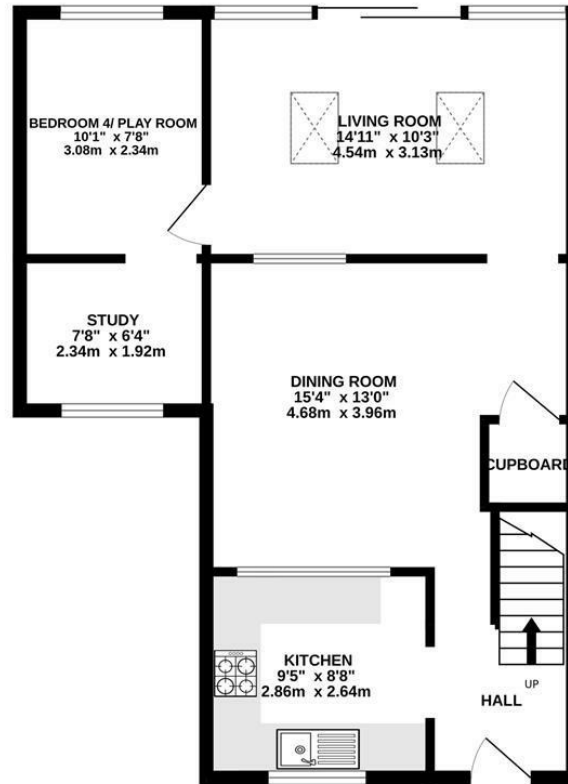 BEDROOM 4/ PLAY ROOM
10'1" x 7'8"
3.08m x 2.34m
LIVING ROOM
14'11" x 10'3"
4.54m x 3.13m
STUDY
7'8" x 6'4"
2.34m x 1.92m
DINING ROOM
15'4" x 13'0"
4.68m x 3.96m
CUPBOARD
KITCHEN
9'5" x 8'8"
2.86m x 2.64m
UP
HALL